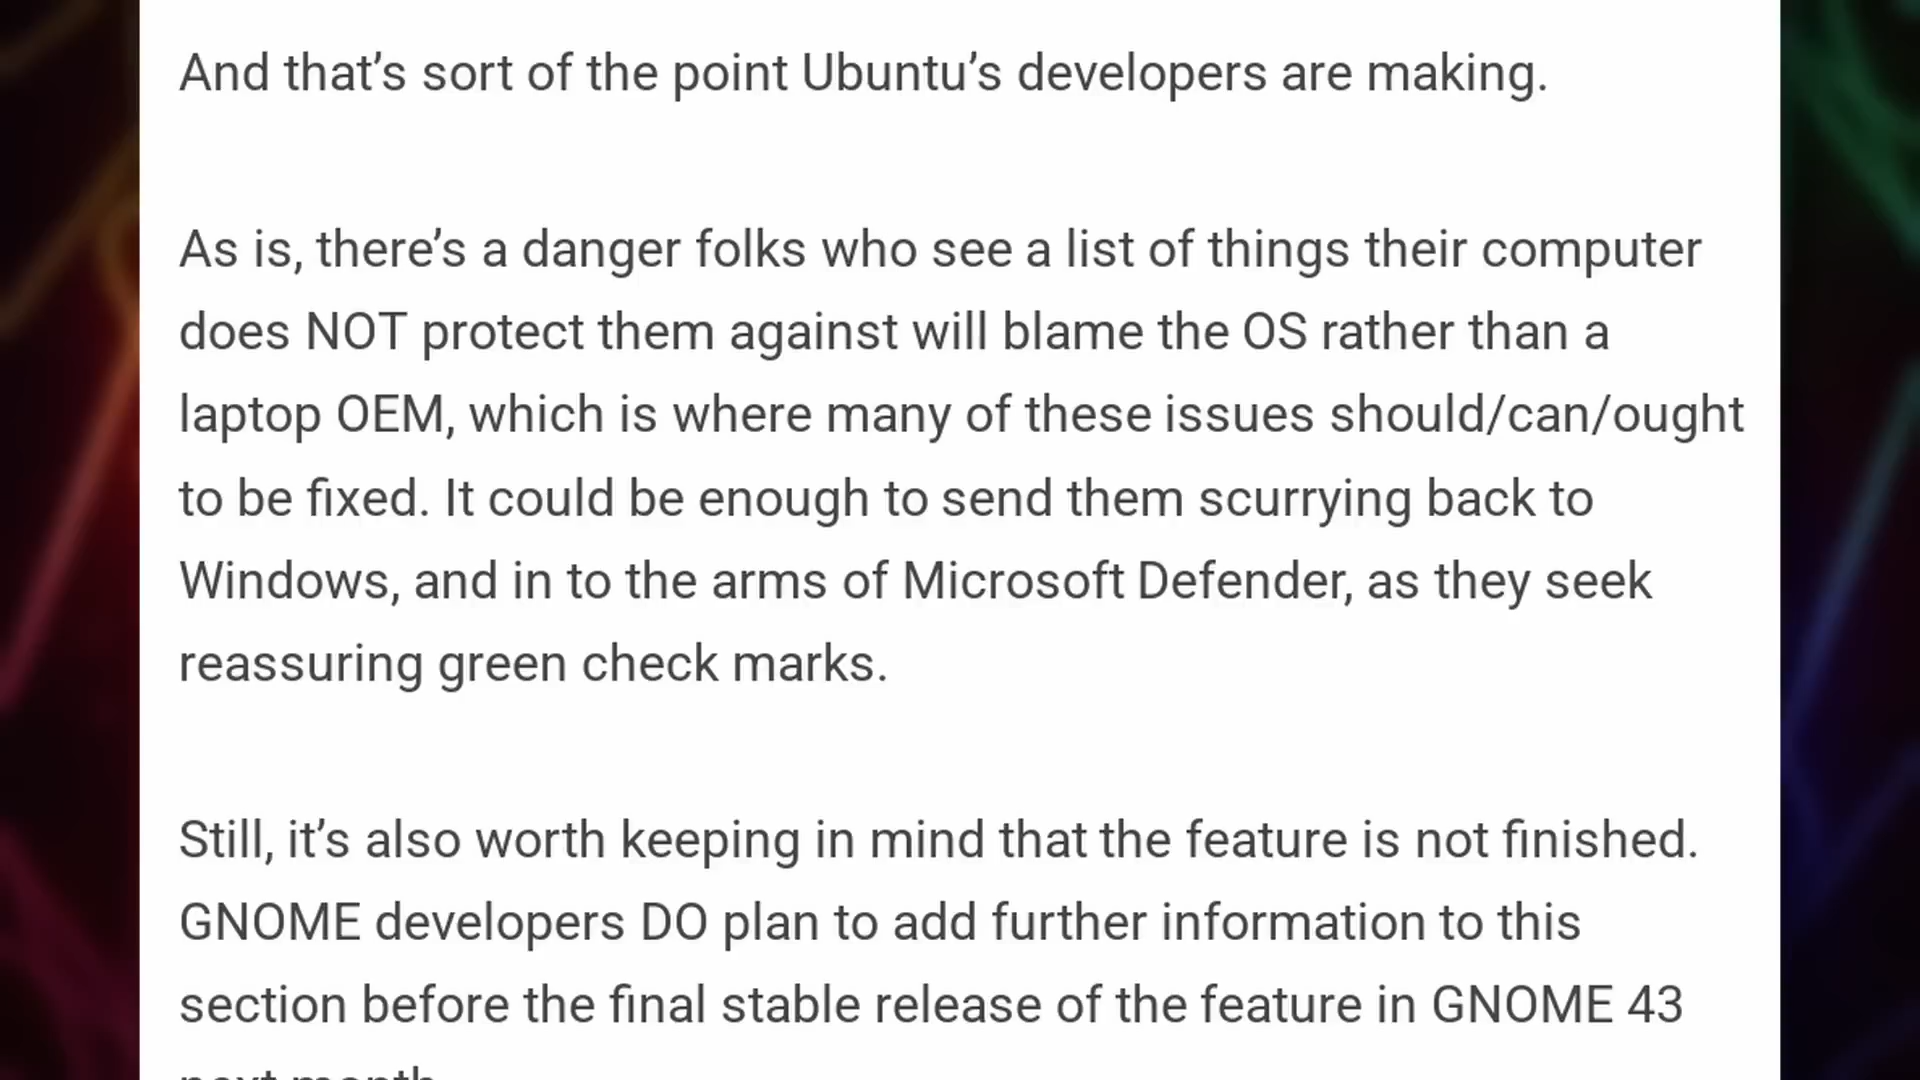 And that’s sort of the point Ubuntu’s developers are making.
As is, there’s a danger folks who see a list of things their computer
does NOT protect them against will blame the OS rather than a
laptop OEM, which is where many of these issues should/can/ought
to be fixed. It could be enough to send them scurrying back to
Windows, and in to the arms of Microsoft Defender, as they seek
reassuring green check marks.
Still, it’s also worth keeping in mind that the feature is not finished.
GNOME developers DO plan to add further information to this
section before the final stable release of the feature in GNOME 43
next month